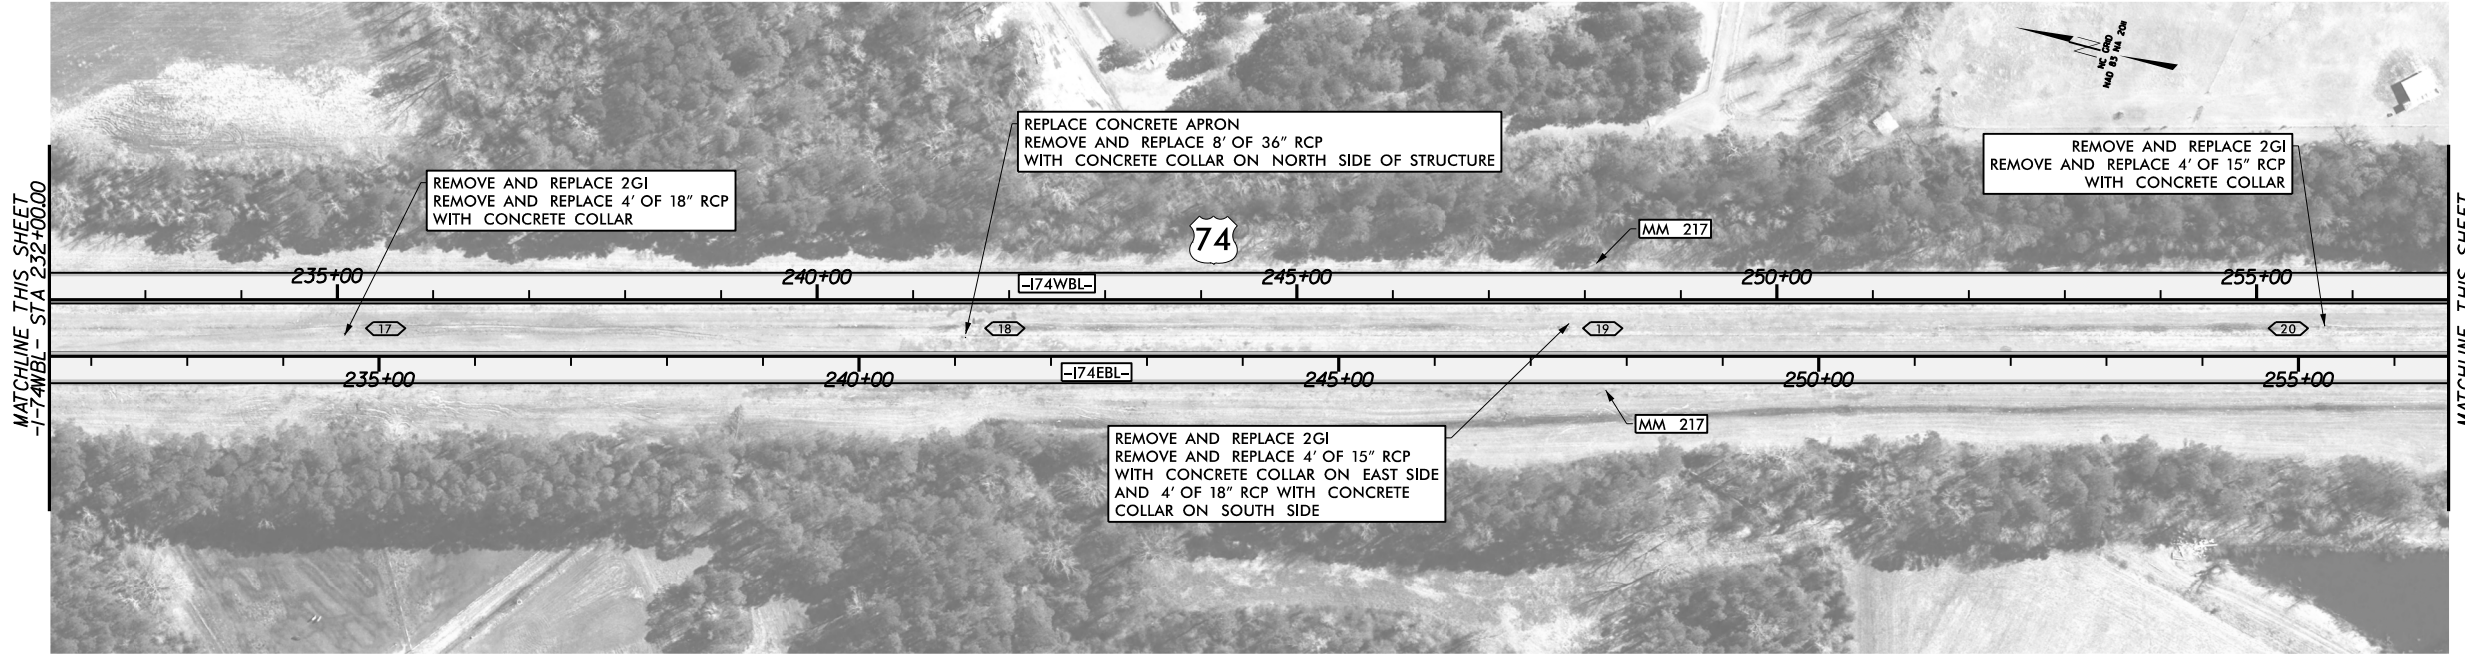 NC GRID
NAD 83 NA 2011
REPLACE CONCRETE APRON
REMOVE AND REPLACE 8' OF 36" RCP
WITH CONCRETE COLLAR ON NORTH SIDE OF STRUCTURE
REMOVE AND REPLACE 2GI
REMOVE AND REPLACE 4' OF 15" RCP
WITH CONCRETE COLLAR
REMOVE AND REPLACE 2GI
REMOVE AND REPLACE 4' OF 18" RCP
WITH CONCRETE COLLAR
MATCHLINE THIS SHEET
-I-74WBL- STA 232+00.00
74
MM 217
235+00
240+00
-I74WBL-
245+00
250+00
255+00
17
18
19
20
235+00
240+00
-I74EBL-
245+00
250+00
255+00
MM 217
REMOVE AND REPLACE 2GI
REMOVE AND REPLACE 4' OF 15" RCP
WITH CONCRETE COLLAR ON EAST SIDE
AND 4' OF 18" RCP WITH CONCRETE
COLLAR ON SOUTH SIDE
MATCHLINE THIS SHEET